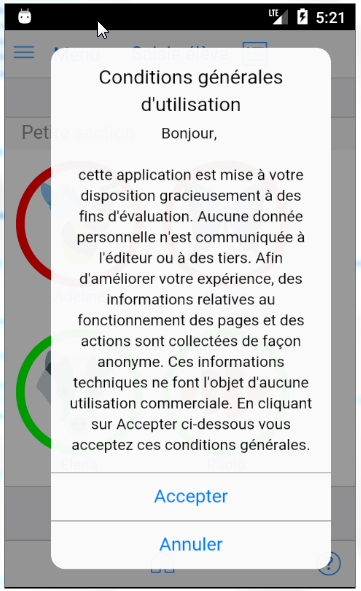 LTE 5:21
Conditions générales
d'utilisation
Bonjour,
cette application est mise à votre
disposition gracieusement à des
fins d'évaluation. Aucune donnée
personnelle n'est communiquée à
l'éditeur ou à des tiers. Afin
d'améliorer votre expérience, des
informations relatives au
fonctionnement des pages et des
actions sont collectées de façon
anonyme. Ces informations
techniques ne font l'objet d'aucune
utilisation commerciale. En cliquant
sur Accepter ci-dessous vous
acceptez ces conditions générales.
Accepter
Annuler
?